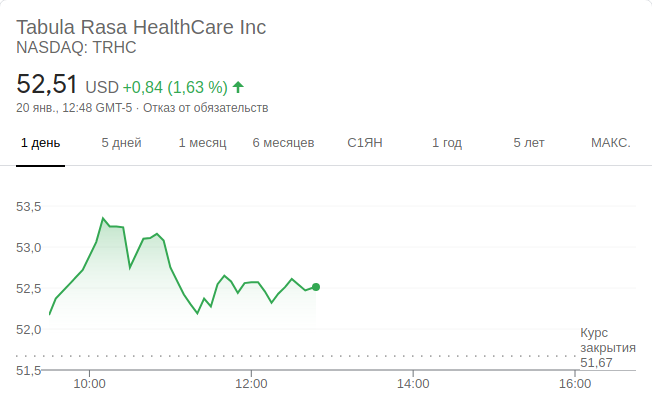 Tabula Rasa HealthCare Inc
NASDAQ: TRHC
52,51 USD +0,84 (1,63 %)
20 янв., 12:48 GMT-5 · Отказ от обязательств
1 день 5 дней 1 месяц 6 месяцев С1ЯН 1 год 5 лет МАКС.
53,5
53,0
52,5
52,0
Курс
закрытия
51,67
51,5
10:00 12:00 14:00 16:00